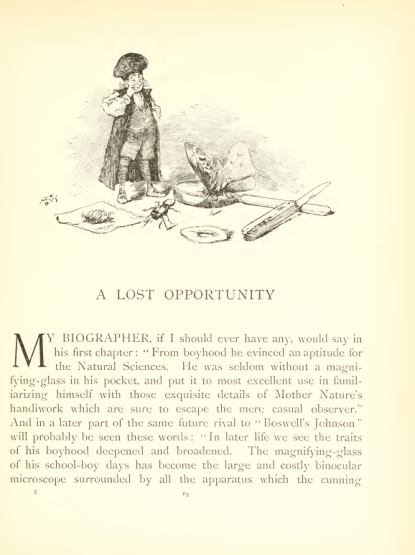 A LOST OPPORTUNITY
MY BIOGRAPHER, if I should ever have any, would say in
his first chapter: “From boyhood he evinced an aptitude for
the Natural Sciences. He was seldom without a magni-
fying-glass in his pocket, and put it to most excellent use in famil-
iarizing himself with those exquisite details of Mother Nature's
handiwork which are sure to escape the mere casual observer.”
And in a later part of the same future rival to “Boswell's Johnson”
will probably be seen these words: “In later life we see the traits
of his boyhood deepened and broadened. The magnifying-glass
of his school-boy days has become the large and costly binocular
microscope surrounded by all the apparatus which the cunning
5 65